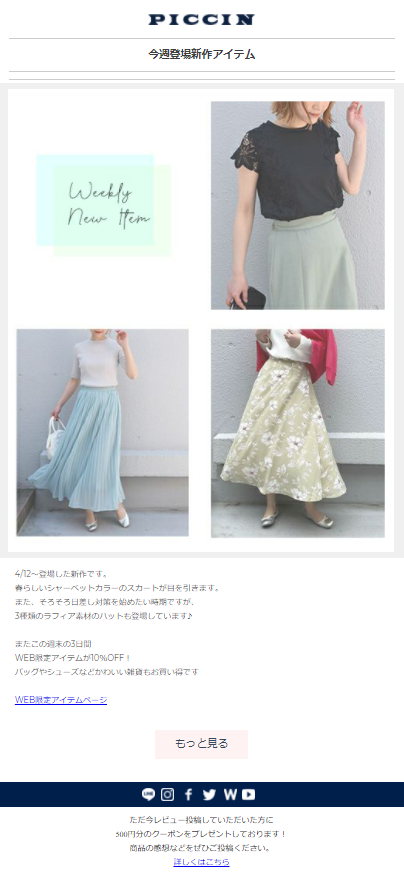 PICCIN
今週登場新作アイテム
Weekly
New Item
4/12～登場した新作です。
春らしいシャーベットカラーのスカートが目を引きます。
また、そろそろ日差し対策を始めたい時期ですが、
3種類のラフィア素材のハットも登場しています♪
またこの週末の3日間
WEB限定アイテムが10%OFF！
バッグやシューズなどかわいい雑貨もお買い得です
WEB限定アイテムページ
もっと見る
LINE
W
ただ今レビュー投稿していただいた方に
500円分のクーポンをプレゼントしております！
商品の感想などをぜひご投稿ください。
詳しくはこちら